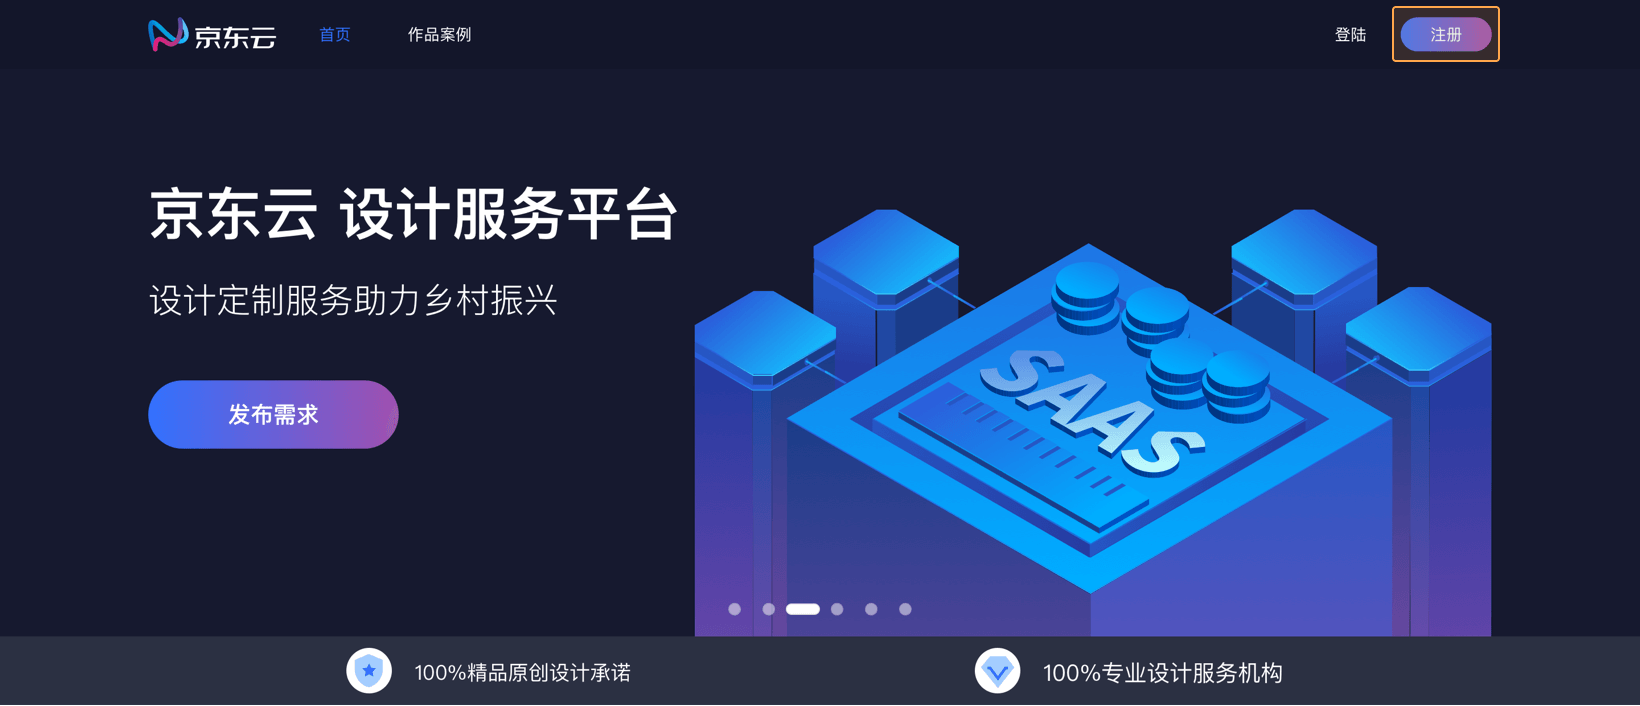 京东云
首页
作品案例
登陆
注册
京东云 设计服务平台
设计定制服务助力乡村振兴
发布需求
SAAS
100%精品原创设计承诺
100%专业设计服务机构